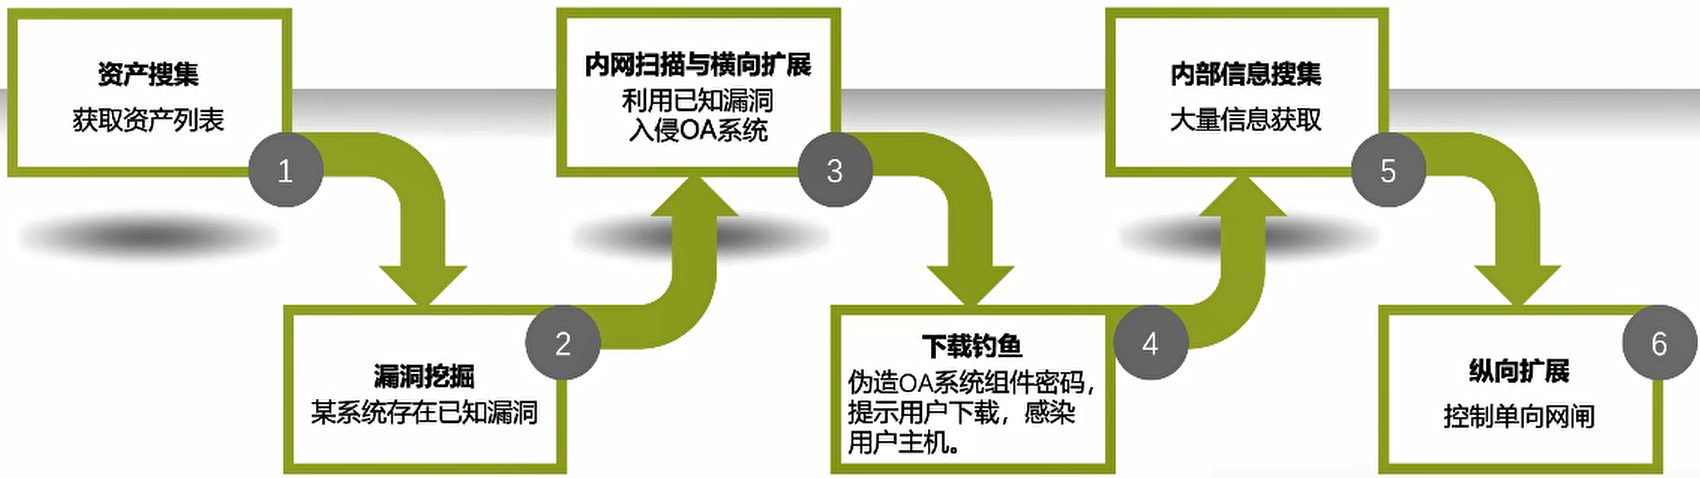 资产搜集
获取资产列表
1
漏洞挖掘
某系统存在已知漏洞
2
内网扫描与横向扩展
利用已知漏洞
入侵OA系统
3
下载钓鱼
伪造OA系统组件密码，
提示用户下载，感染
用户主机。
4
内部信息搜集
大量信息获取
5
纵向扩展
控制单向网闸
6